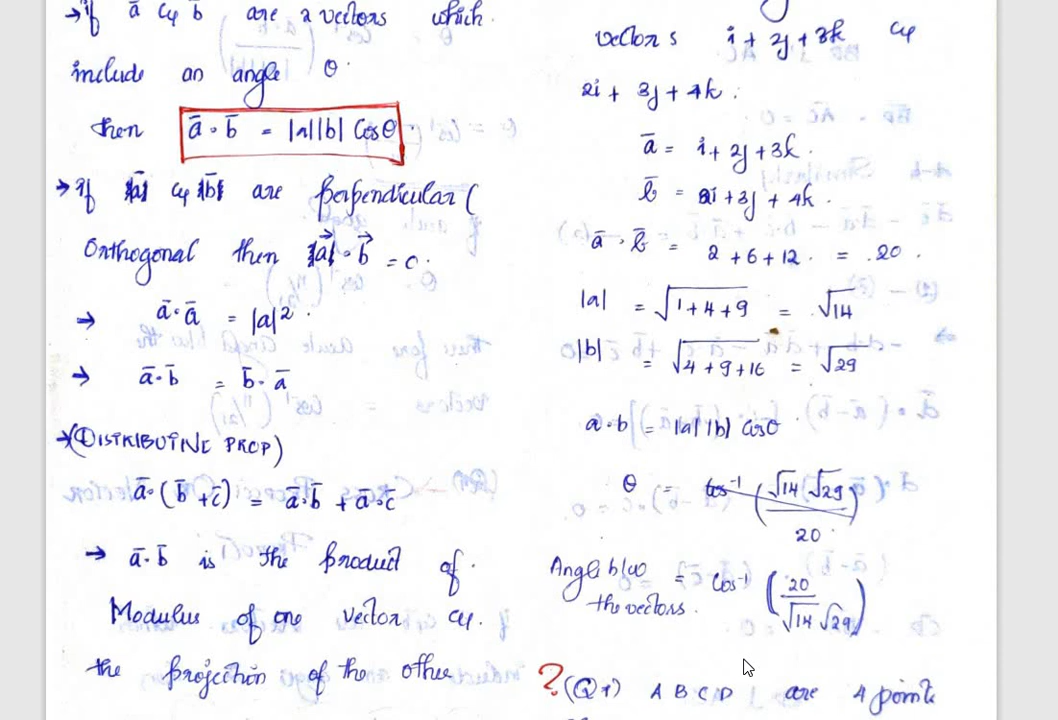 → if a̅ & b̅ are 2 vectors which
include an angle θ.
then a̅ · b̅ = |a||b| Cosθ
→ if a̅ & b̅ are perpendicular (
Orthogonal then a⃗ · b⃗ = 0.
→ a̅·a̅ = |a|².
→ a̅·b̅ = b̅·a̅
→ (DISTRIBUTINE PROP)
a̅·(b̅+c̅) = a̅·b̅ + a̅·c̅
→ a̅·b̅ is the product of
Modulus of one vector &
the projection of the other
vectors i + 2j + 3k &
2i + 3j + 4k.
a̅ = i + 2j + 3k.
b̅ = 2i + 3j + 4k.
a̅ · b̅ = 2 + 6 + 12. = 20.
|a| = √1+4+9 = √14
|b| = √4+9+16 = √29
a·b = |a||b| cosθ
θ = cos⁻¹ (√14 √29 / 20)
Angle b/w = Cos⁻¹ (20 / √14 √29)
the vectors.
? (Q1) A B C D are 4 points